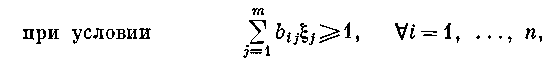 при условии $\sum_{j=1}^{m} b_{ij}\xi_j \geqslant 1, \quad \forall i = 1, \ldots, n,$